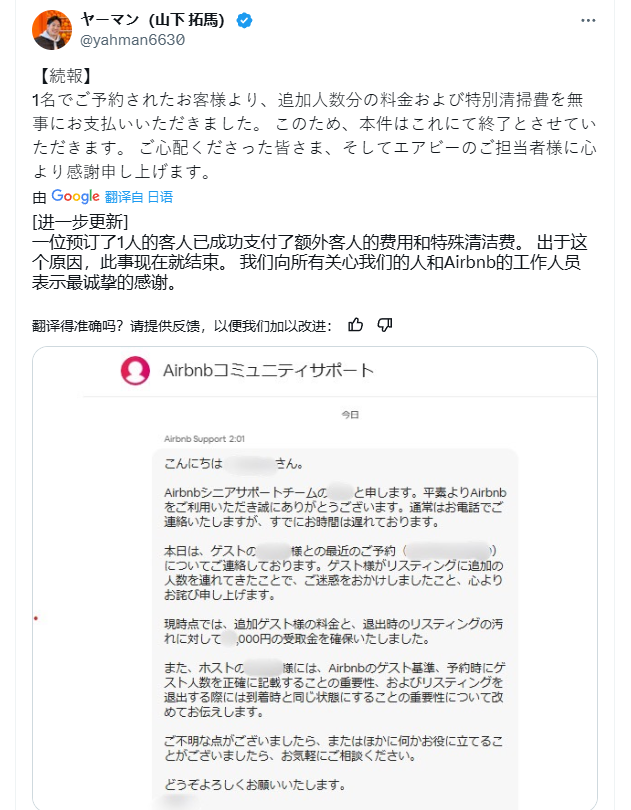 ヤーマン（山下 拓馬）
@yahman6630
【続報】
1名でご予約されたお客様より、追加人数分の料金および特別清掃費を無
事にお支払いいただきました。 このため、本件はこれにて終了とさせてい
ただきます。 ご心配くださった皆さま、そしてエアビーのご担当者様に心
より感謝申し上げます。
由 Google 翻译自 日语
[进一步更新]
一位预订了1人的客人已成功支付了额外客人的费用和特殊清洁费。 出于这
个原因，此事现在就结束。 我们向所有关心我们的人和Airbnb的工作人员
表示最诚挚的感谢。
翻译得准确吗？请提供反馈，以便我们加以改进：
Airbnbコミュニティサポート
今日
Airbnb Support 2:01
こんにちは さん。
Airbnbシニアサポートチームの と申します。平素よりAirbnb
をご利用いただき誠にありがとうございます。通常はお電話でご
連絡いたしますが、すでにお時間は遅れております。
本日は、ゲストの 様との最近のご予約（ ）
についてご連絡しております。ゲスト様がリスティングに追加の
人数を連れてきたことで、ご迷惑をおかけしましたこと、心より
お詫び申し上げます。
現時点では、追加ゲスト様の料金と、退出時のリスティングの汚
れに対して ,000円の受取金を確保いたしました。
また、ホストの 様には、Airbnbのゲスト基準、予約時にゲ
スト人数を正確に記載することの重要性、およびリスティングを
退出する際には到着時と同じ状態にすることの重要性について改
めてお伝えします。
ご不明な点がございましたら、またはほかに何かお役に立てるこ
とがございましたら、お気軽にご相談ください。
どうぞよろしくお願いいたします。